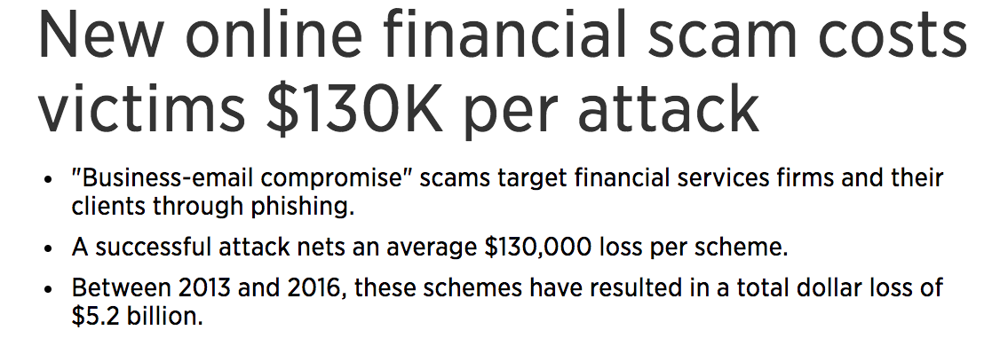 New online financial scam costs
victims $130K per attack
• "Business-email compromise" scams target financial services firms and their
clients through phishing.
• A successful attack nets an average $130,000 loss per scheme.
• Between 2013 and 2016, these schemes have resulted in a total dollar loss of
$5.2 billion.